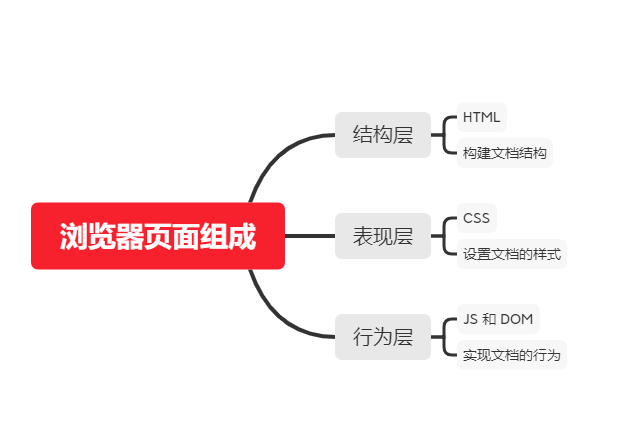 浏览器页面组成
结构层
HTML
构建文档结构
表现层
CSS
设置文档的样式
行为层
JS 和 DOM
实现文档的行为